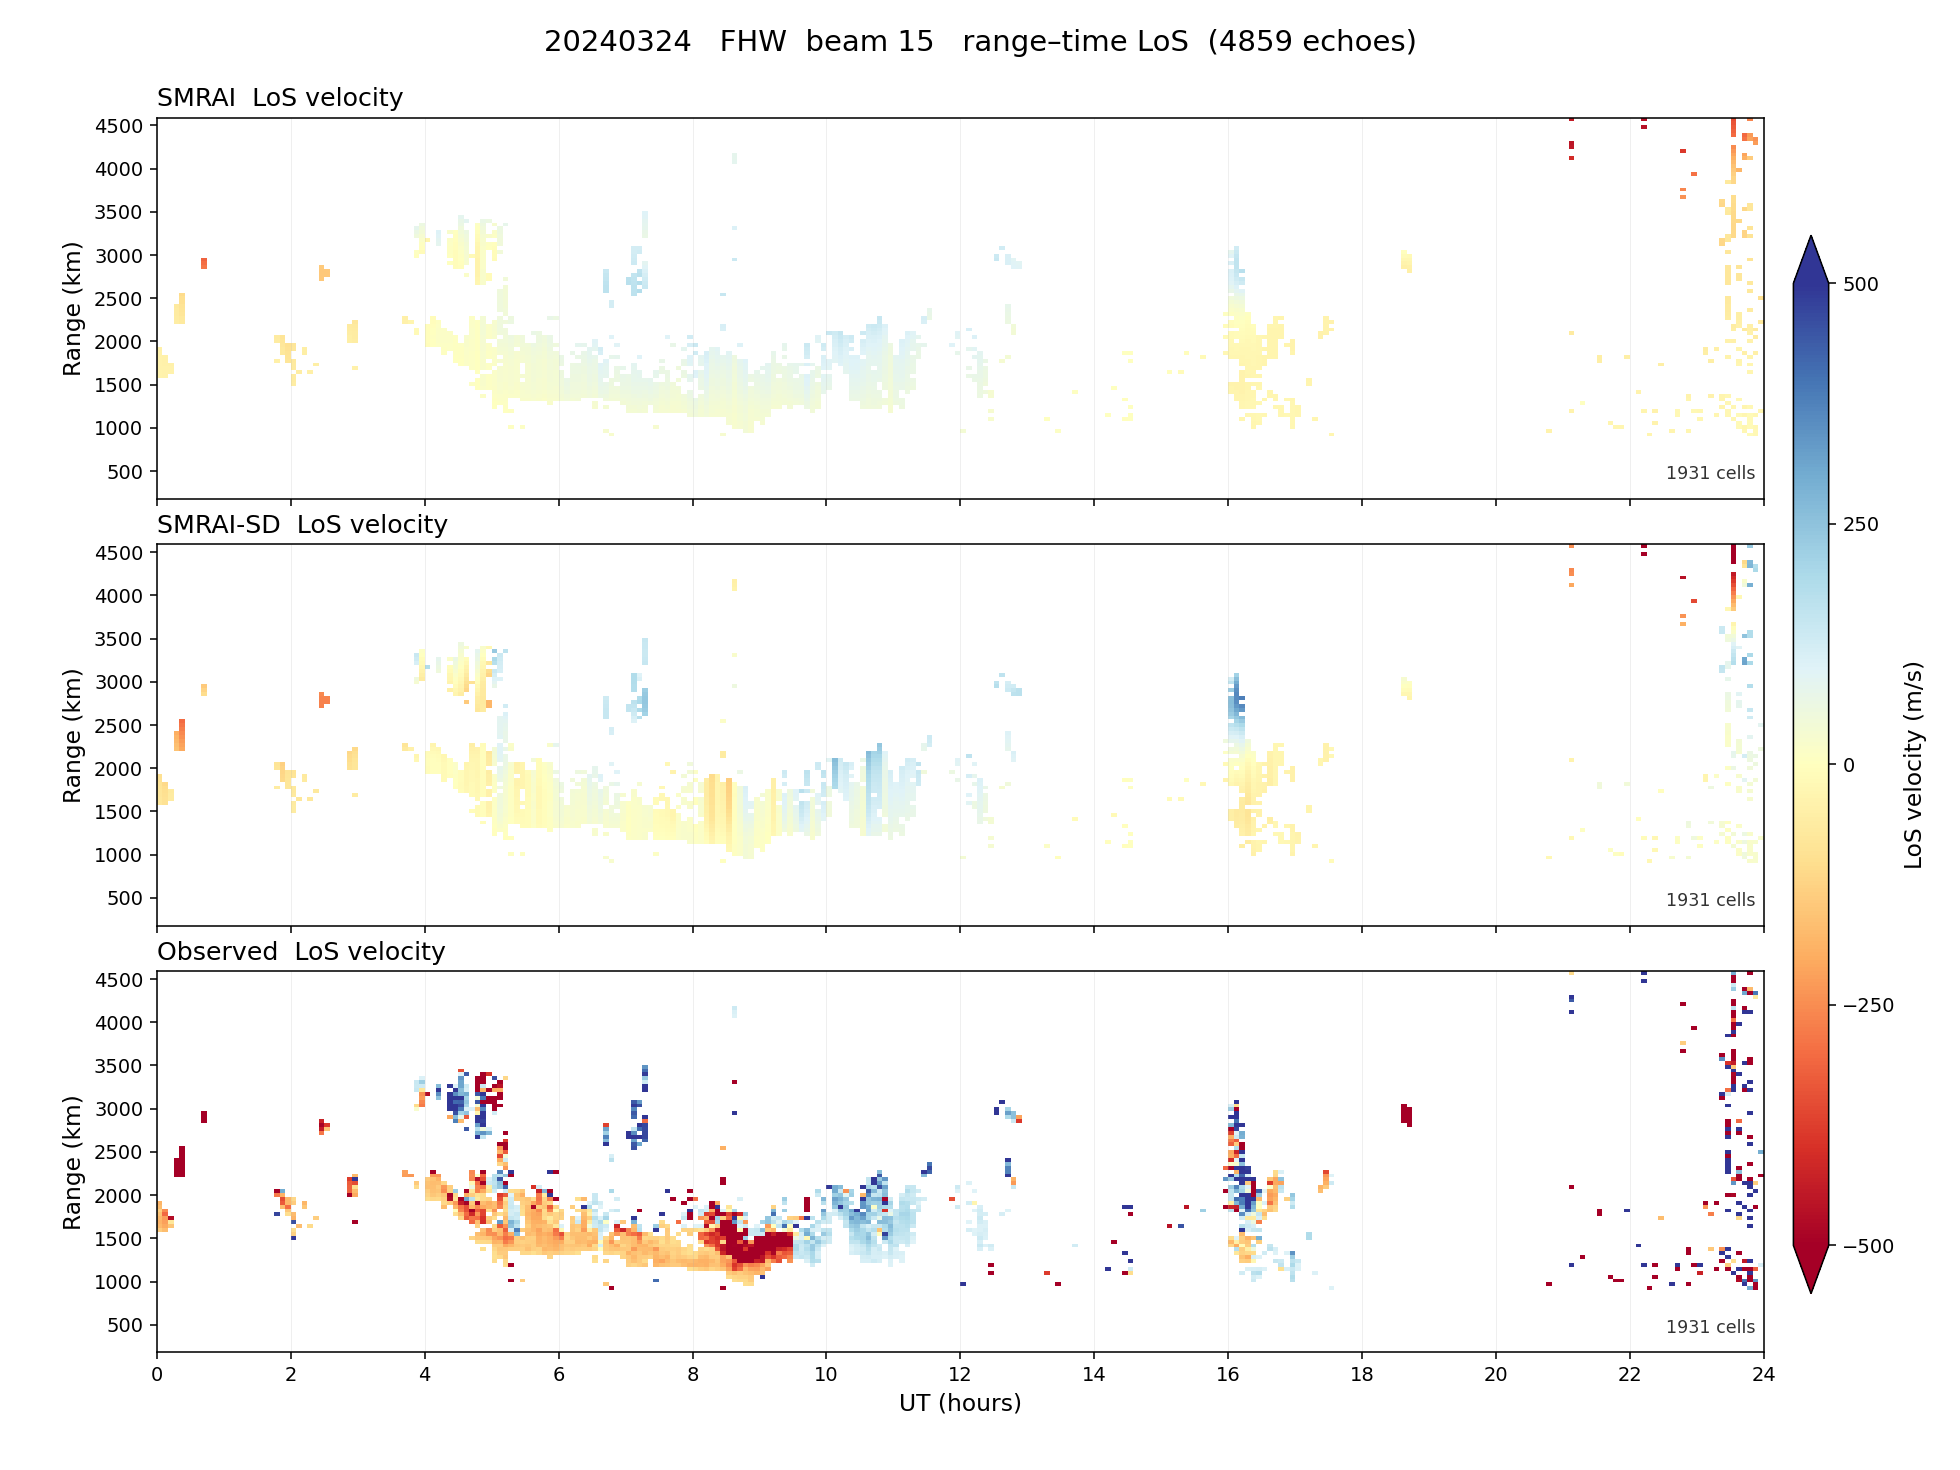 20240324   FHW  beam 15   range–time LoS  (4859 echoes)
SMRAI  LoS velocity
4500
4000
3500
3000
2500
2000
1500
1000
500
Range (km)
1931 cells
SMRAI-SD  LoS velocity
4500
4000
3500
3000
2500
2000
1500
1000
500
Range (km)
1931 cells
Observed  LoS velocity
4500
4000
3500
3000
2500
2000
1500
1000
500
Range (km)
1931 cells
0 2 4 6 8 10 12 14 16 18 20 22 24
UT (hours)
500
250
0
−250
−500
LoS velocity (m/s)